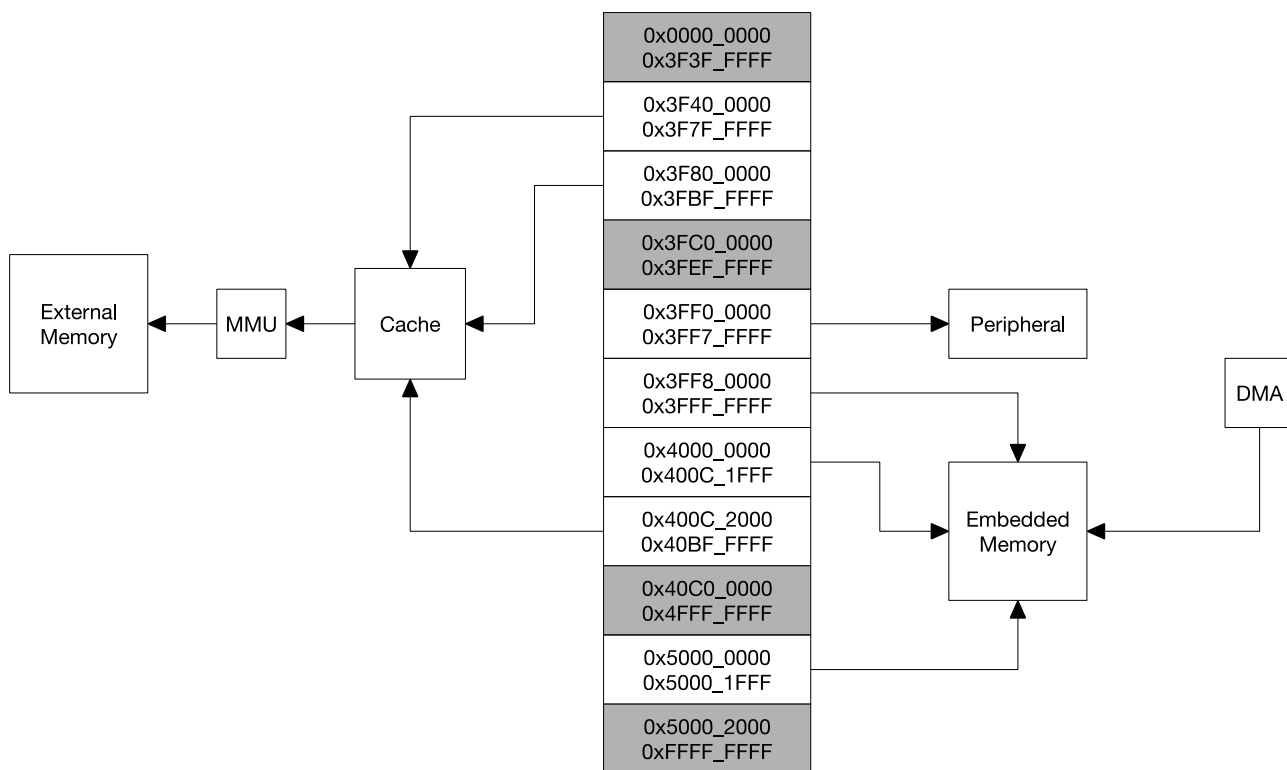 0x0000_0000
0x3F3F_FFFF
0x3F40_0000
0x3F7F_FFFF
0x3F80_0000
0x3FBF_FFFF
0x3FC0_0000
0x3FEF_FFFF
External
Memory
MMU
Cache
0x3FF0_0000
0x3FF7_FFFF
Peripheral
0x3FF8_0000
0x3FFF_FFFF
DMA
0x4000_0000
0x400C_1FFF
0x400C_2000
0x40BF_FFFF
Embedded
Memory
0x40C0_0000
0x4FFF_FFFF
0x5000_0000
0x5000_1FFF
0x5000_2000
0xFFFF_FFFF